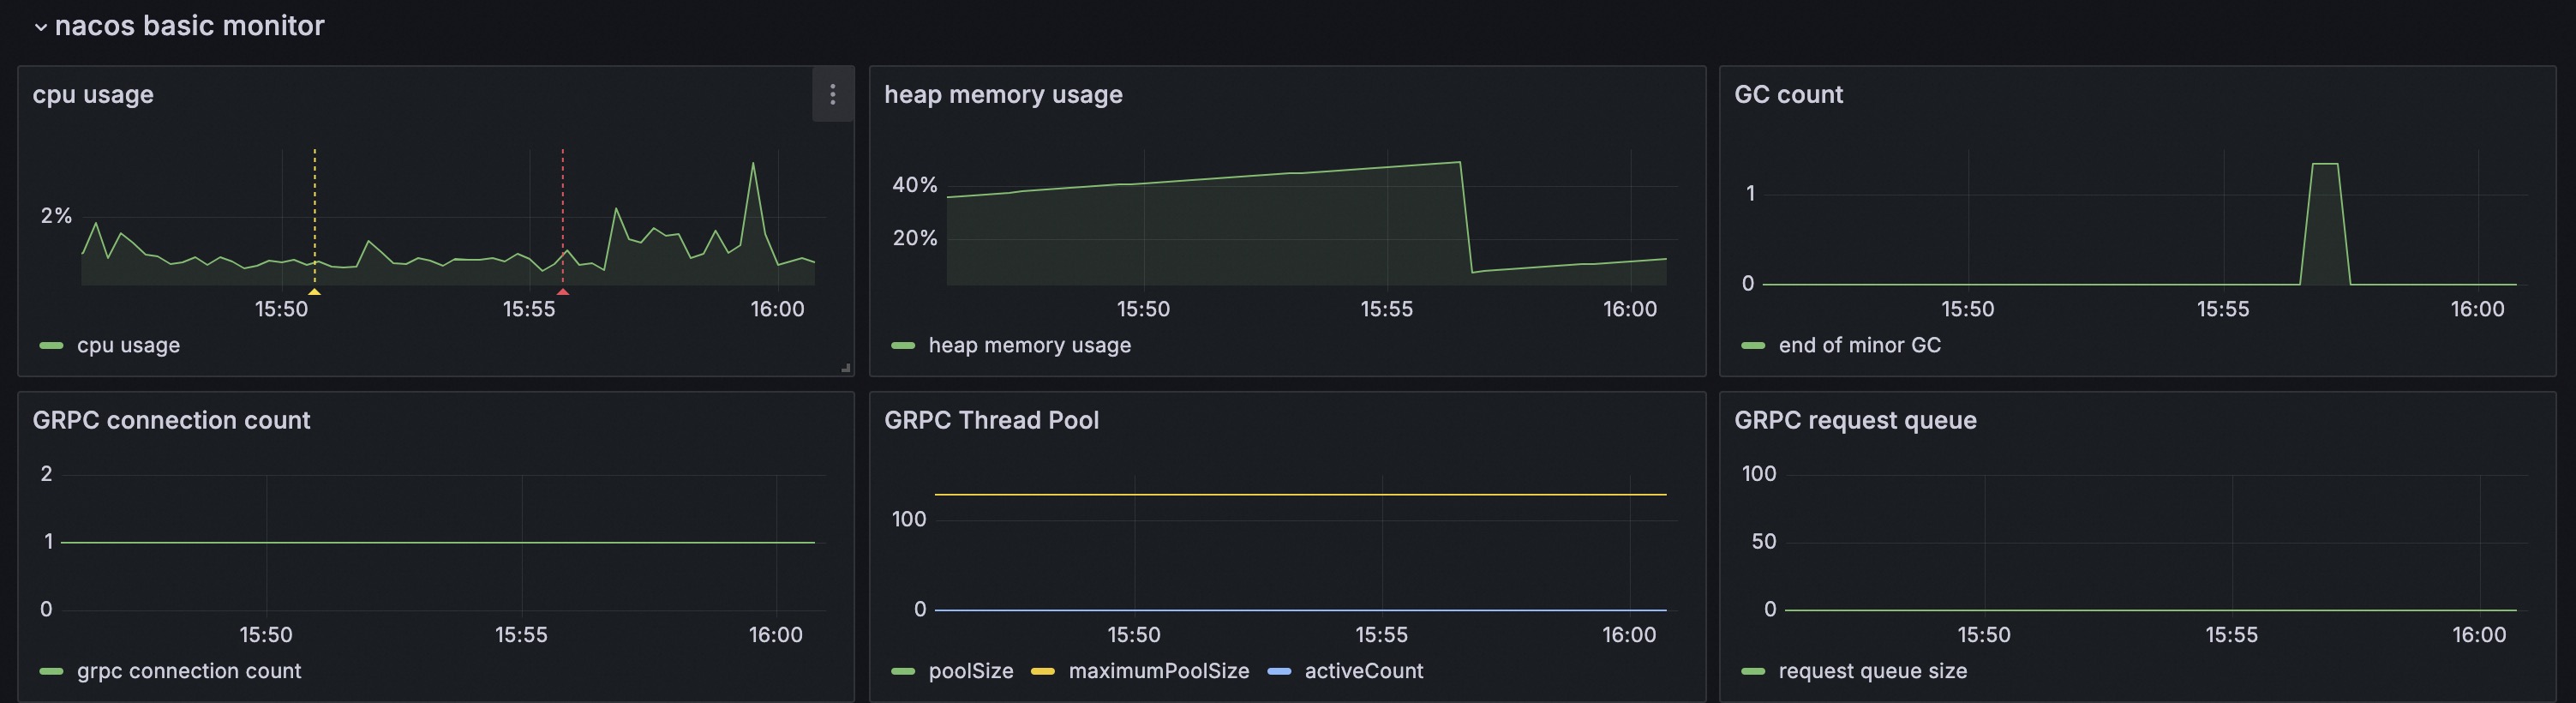 nacos basic monitor
cpu usage
2%
15:50 15:55 16:00
cpu usage
heap memory usage
40%
20%
15:50 15:55 16:00
heap memory usage
GC count
1
0
15:50 15:55 16:00
end of minor GC
GRPC connection count
2
1
0
15:50 15:55 16:00
grpc connection count
GRPC Thread Pool
100
0
15:50 15:55 16:00
poolSize maximumPoolSize activeCount
GRPC request queue
100
50
0
15:50 15:55 16:00
request queue size